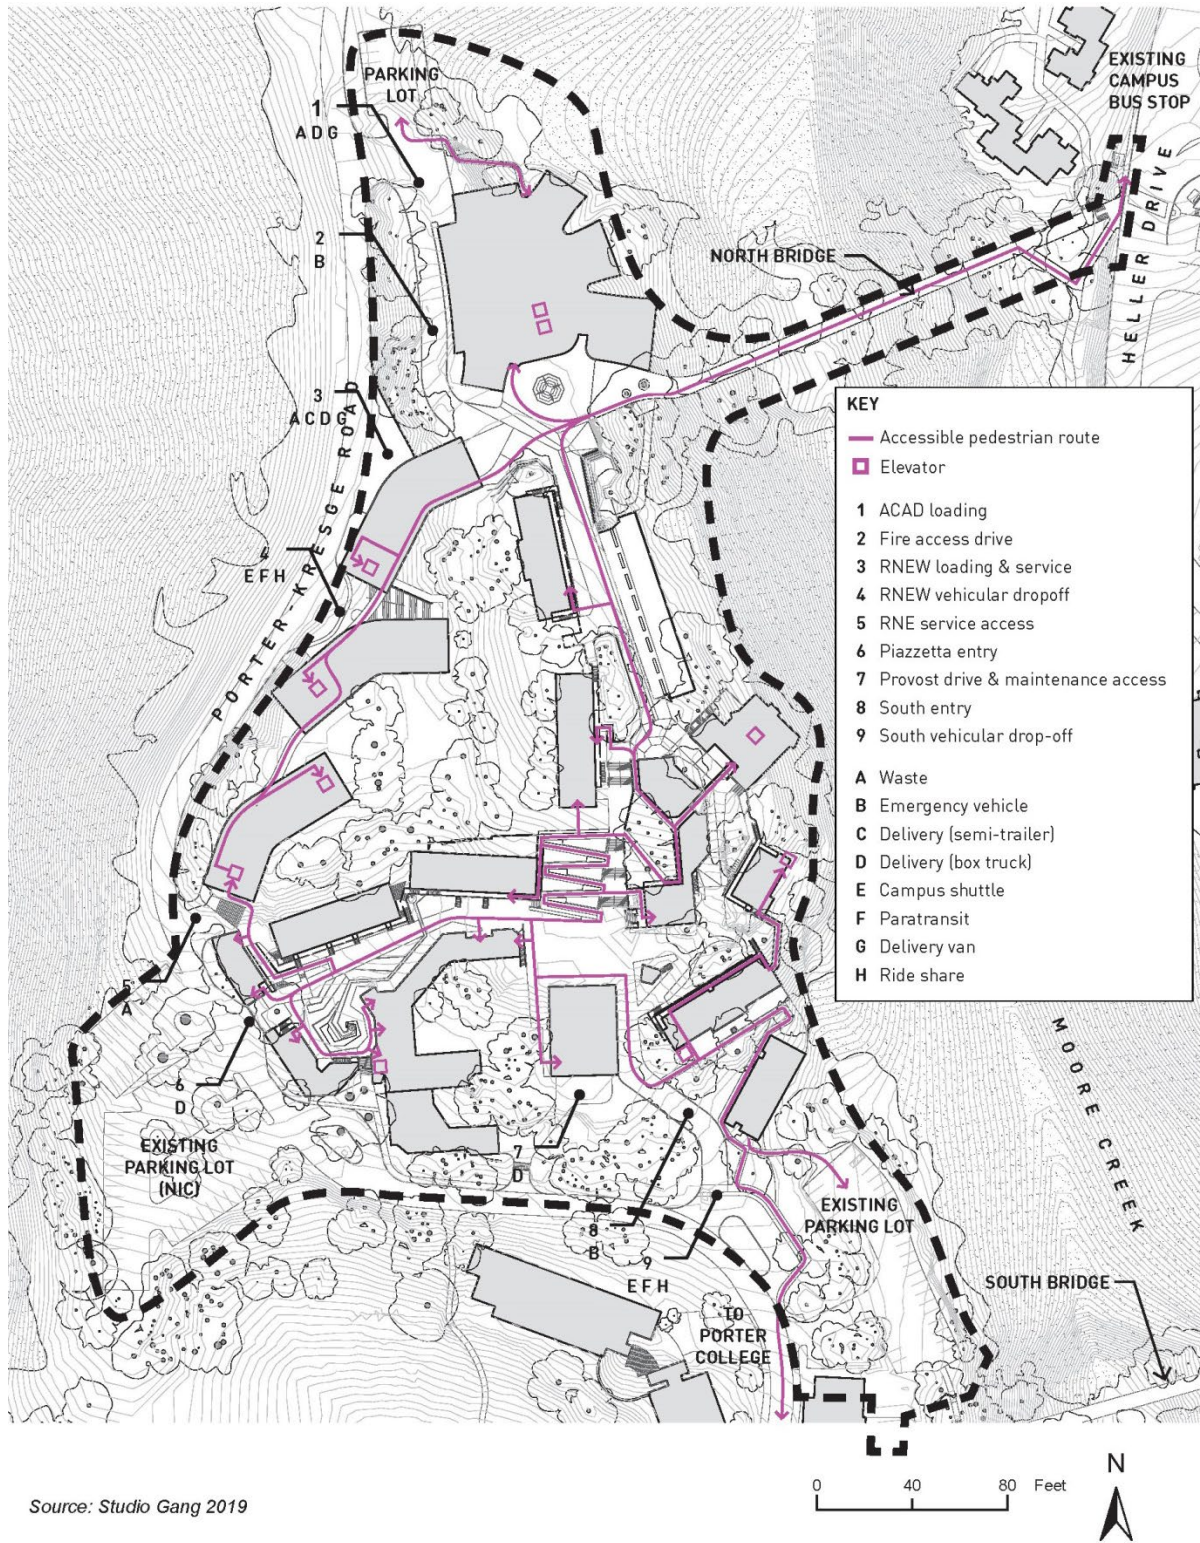 PARKING
LOT
EXISTING
CAMPUS
BUS STOP
1
A D G
HELLER DRIVE
2
B
NORTH BRIDGE
3
A C D G
PORTER-KRESGE ROAD
4
E F H
KEY
Accessible pedestrian route
Elevator
1 ACAD loading
2 Fire access drive
3 RNEW loading & service
4 RNEW vehicular dropoff
5 RNE service access
6 Piazzetta entry
7 Provost drive & maintenance access
8 South entry
9 South vehicular drop-off
A Waste
B Emergency vehicle
C Delivery (semi-trailer)
D Delivery (box truck)
E Campus shuttle
F Paratransit
G Delivery van
H Ride share
5
A
6
D
EXISTING
PARKING LOT
(NIC)
7
D
8
B
9
E F H
EXISTING
PARKING LOT
MOORE CREEK
SOUTH BRIDGE
TO
PORTER
COLLEGE
N
0 40 80 Feet
Source: Studio Gang 2019